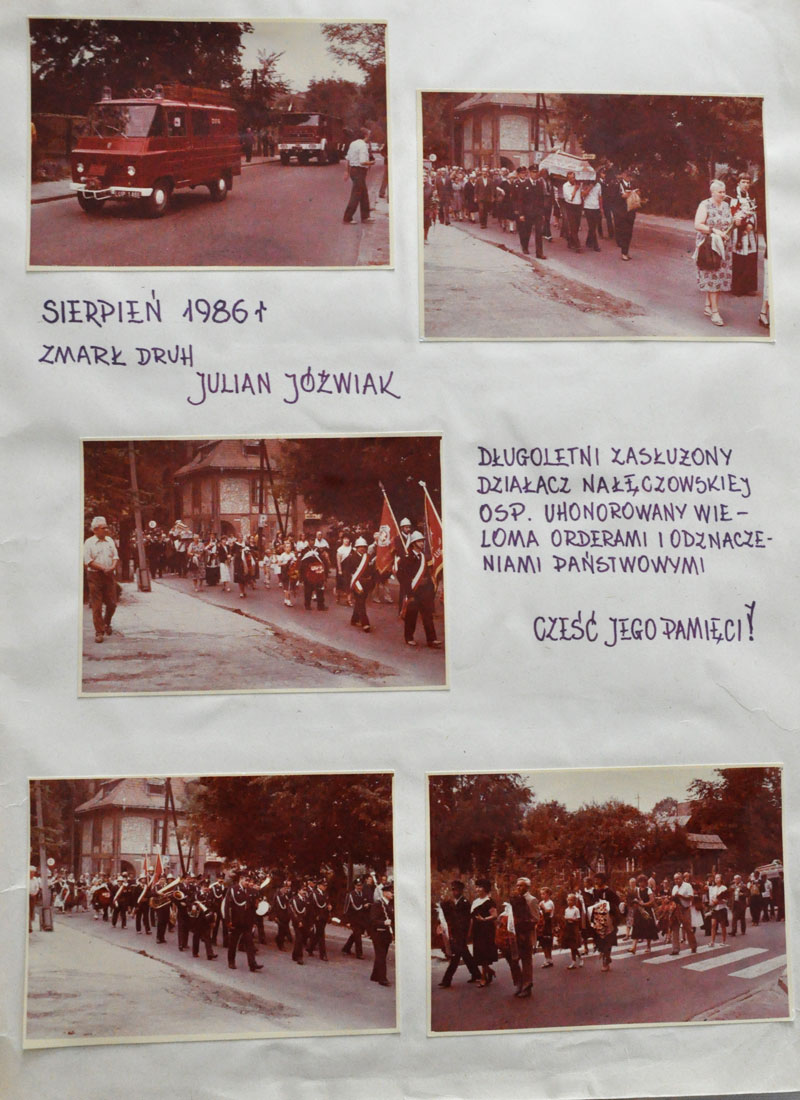 SIERPIEŃ 1986 r
ZMARŁ DRUH
JULIAN JÓŹWIAK
DŁUGOLETNI ZASŁUŻONY
DZIAŁACZ NAŁĘCZOWSKIEJ
OSP. UHONOROWANY WIE-
LOMA ORDERAMI I ODZNACZE-
NIAMI PAŃSTWOWYMI
CZEŚĆ JEGO PAMIĘCI!